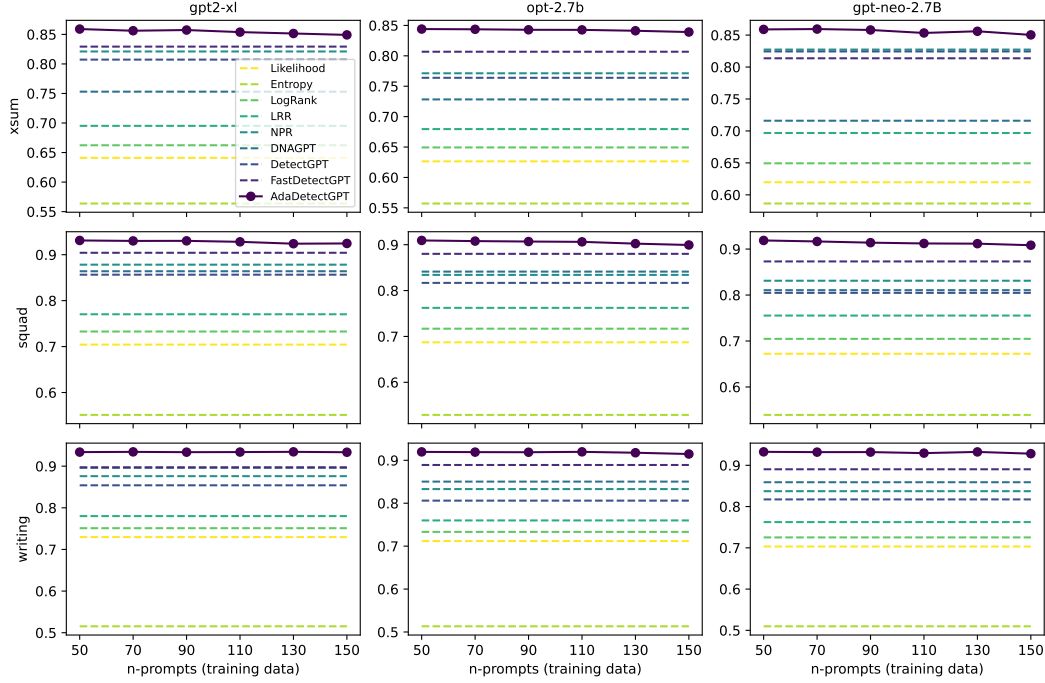 gpt2-xl
opt-2.7b
gpt-neo-2.7B
xsum
0.85
0.80
0.75
0.70
0.65
0.60
0.55
Likelihood
Entropy
LogRank
LRR
NPR
DNAGPT
DetectGPT
FastDetectGPT
AdaDetectGPT
0.85
0.80
0.75
0.70
0.65
0.60
0.55
0.85
0.80
0.75
0.70
0.65
0.60
squad
0.9
0.8
0.7
0.6
0.9
0.8
0.7
0.6
0.9
0.8
0.7
0.6
writing
0.9
0.8
0.7
0.6
0.5
0.9
0.8
0.7
0.6
0.5
0.9
0.8
0.7
0.6
0.5
50 70 90 110 130 150
50 70 90 110 130 150
50 70 90 110 130 150
n-prompts (training data)
n-prompts (training data)
n-prompts (training data)